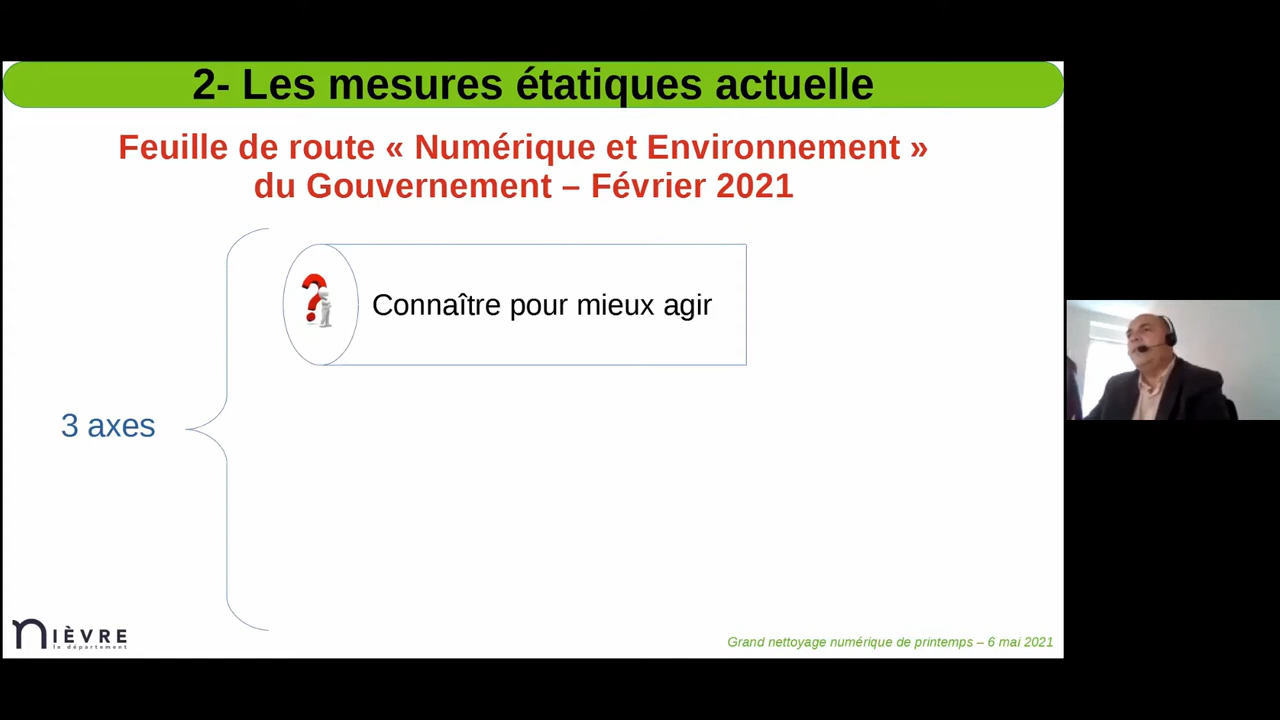 2- Les mesures étatiques actuelle
Feuille de route « Numérique et Environnement »
du Gouvernement – Février 2021
Connaître pour mieux agir
3 axes
nIÈVRE
le département
Grand nettoyage numérique de printemps – 6 mai 2021